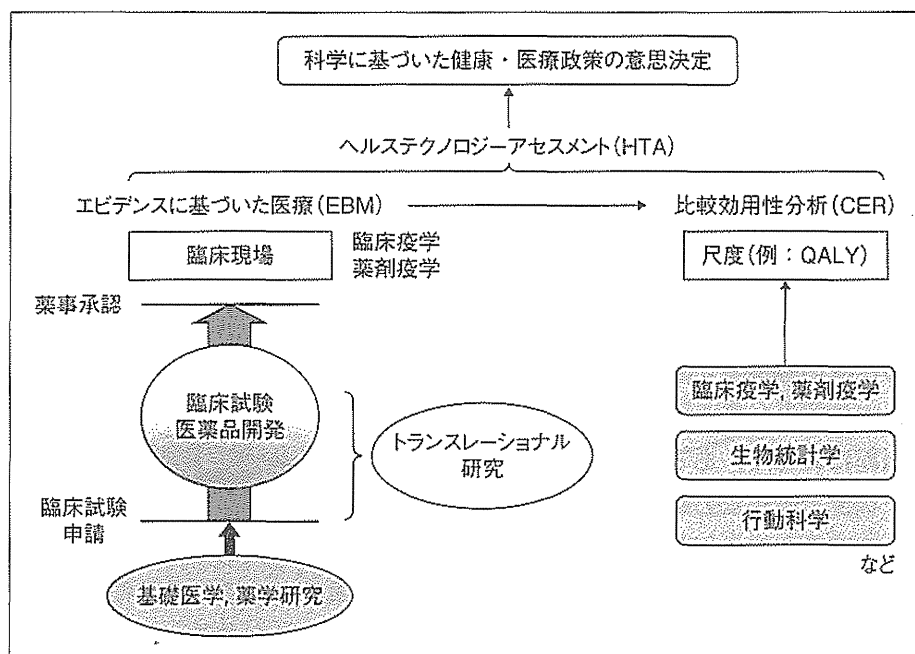 科学に基づいた健康・医療政策の意思決定
ヘルステクノロジーアセスメント(HTA)
エビデンスに基づいた医療(EBM)
比較効用性分析(CER)
臨床現場
臨床疫学
薬剤疫学
尺度(例:QALY)
薬事承認
臨床試験
医薬品開発
トランスレーショナル
研究
臨床疫学, 薬剤疫学
生物統計学
行動科学
など
臨床試験
申請
基礎医学, 薬学研究